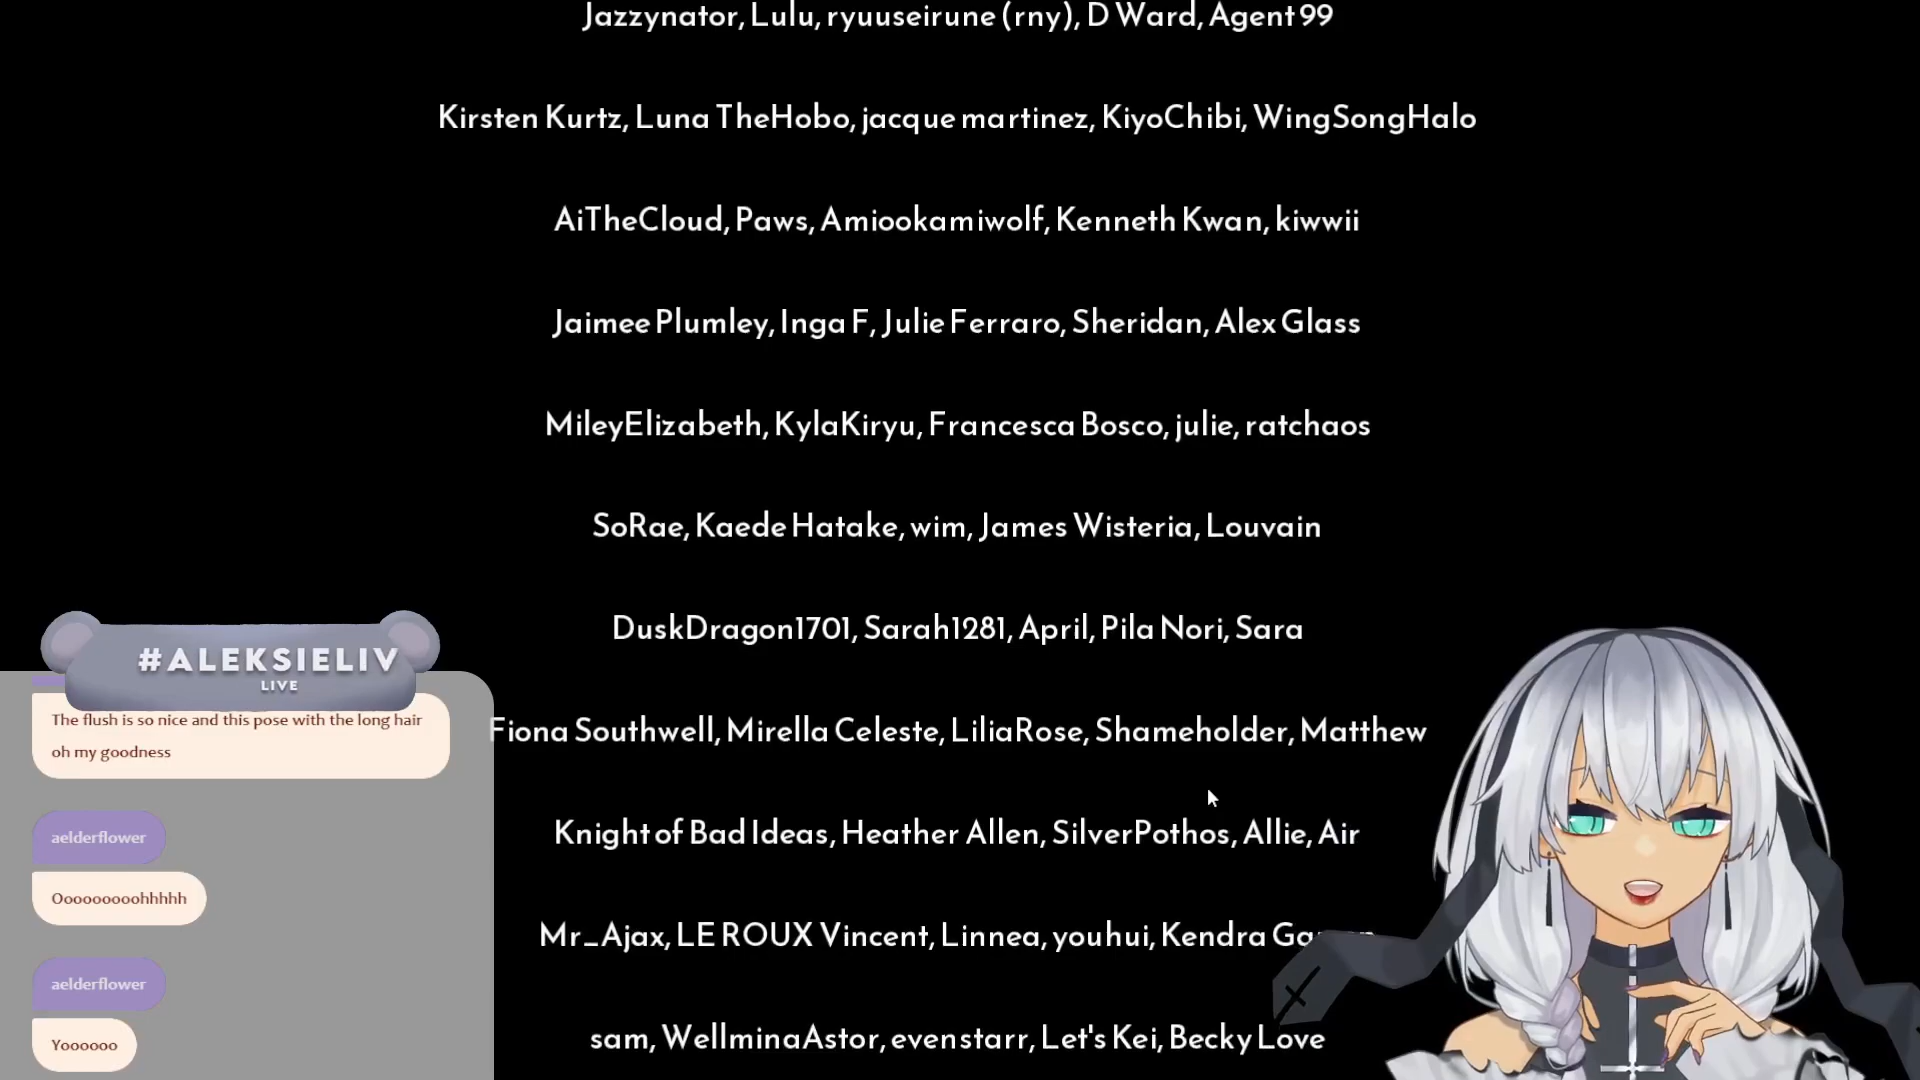 Jazzynator, Lulu, ryuuseirune (rny), D Ward, Agent 99
Kirsten Kurtz, Luna TheHobo, jacque martinez, KiyoChibi, WingSongHalo
AiTheCloud, Paws, Amiookamiwolf, Kenneth Kwan, kiwwii
Jaimee Plumley, Inga F, Julie Ferraro, Sheridan, Alex Glass
MileyElizabeth, KylaKiryu, Francesca Bosco, julie, ratchaos
SoRae, Kaede Hatake, wim, James Wisteria, Louvain
DuskDragon1701, Sarah1281, April, Pila Nori, Sara
Fiona Southwell, Mirella Celeste, LiliaRose, Shameholder, Matthew
Knight of Bad Ideas, Heather Allen, SilverPothos, Allie, Air
Mr_Ajax, LE ROUX Vincent, Linnea, youhui, Kendra
sam, WellminaAstor, evenstarr, Let's Kei, Becky Love
#ALEKSIELIV
LIVE
The flush is so nice and this pose with the long hair
oh my goodness
aelderflower
Ooooooooohhhhh
aelderflower
Yoooooo